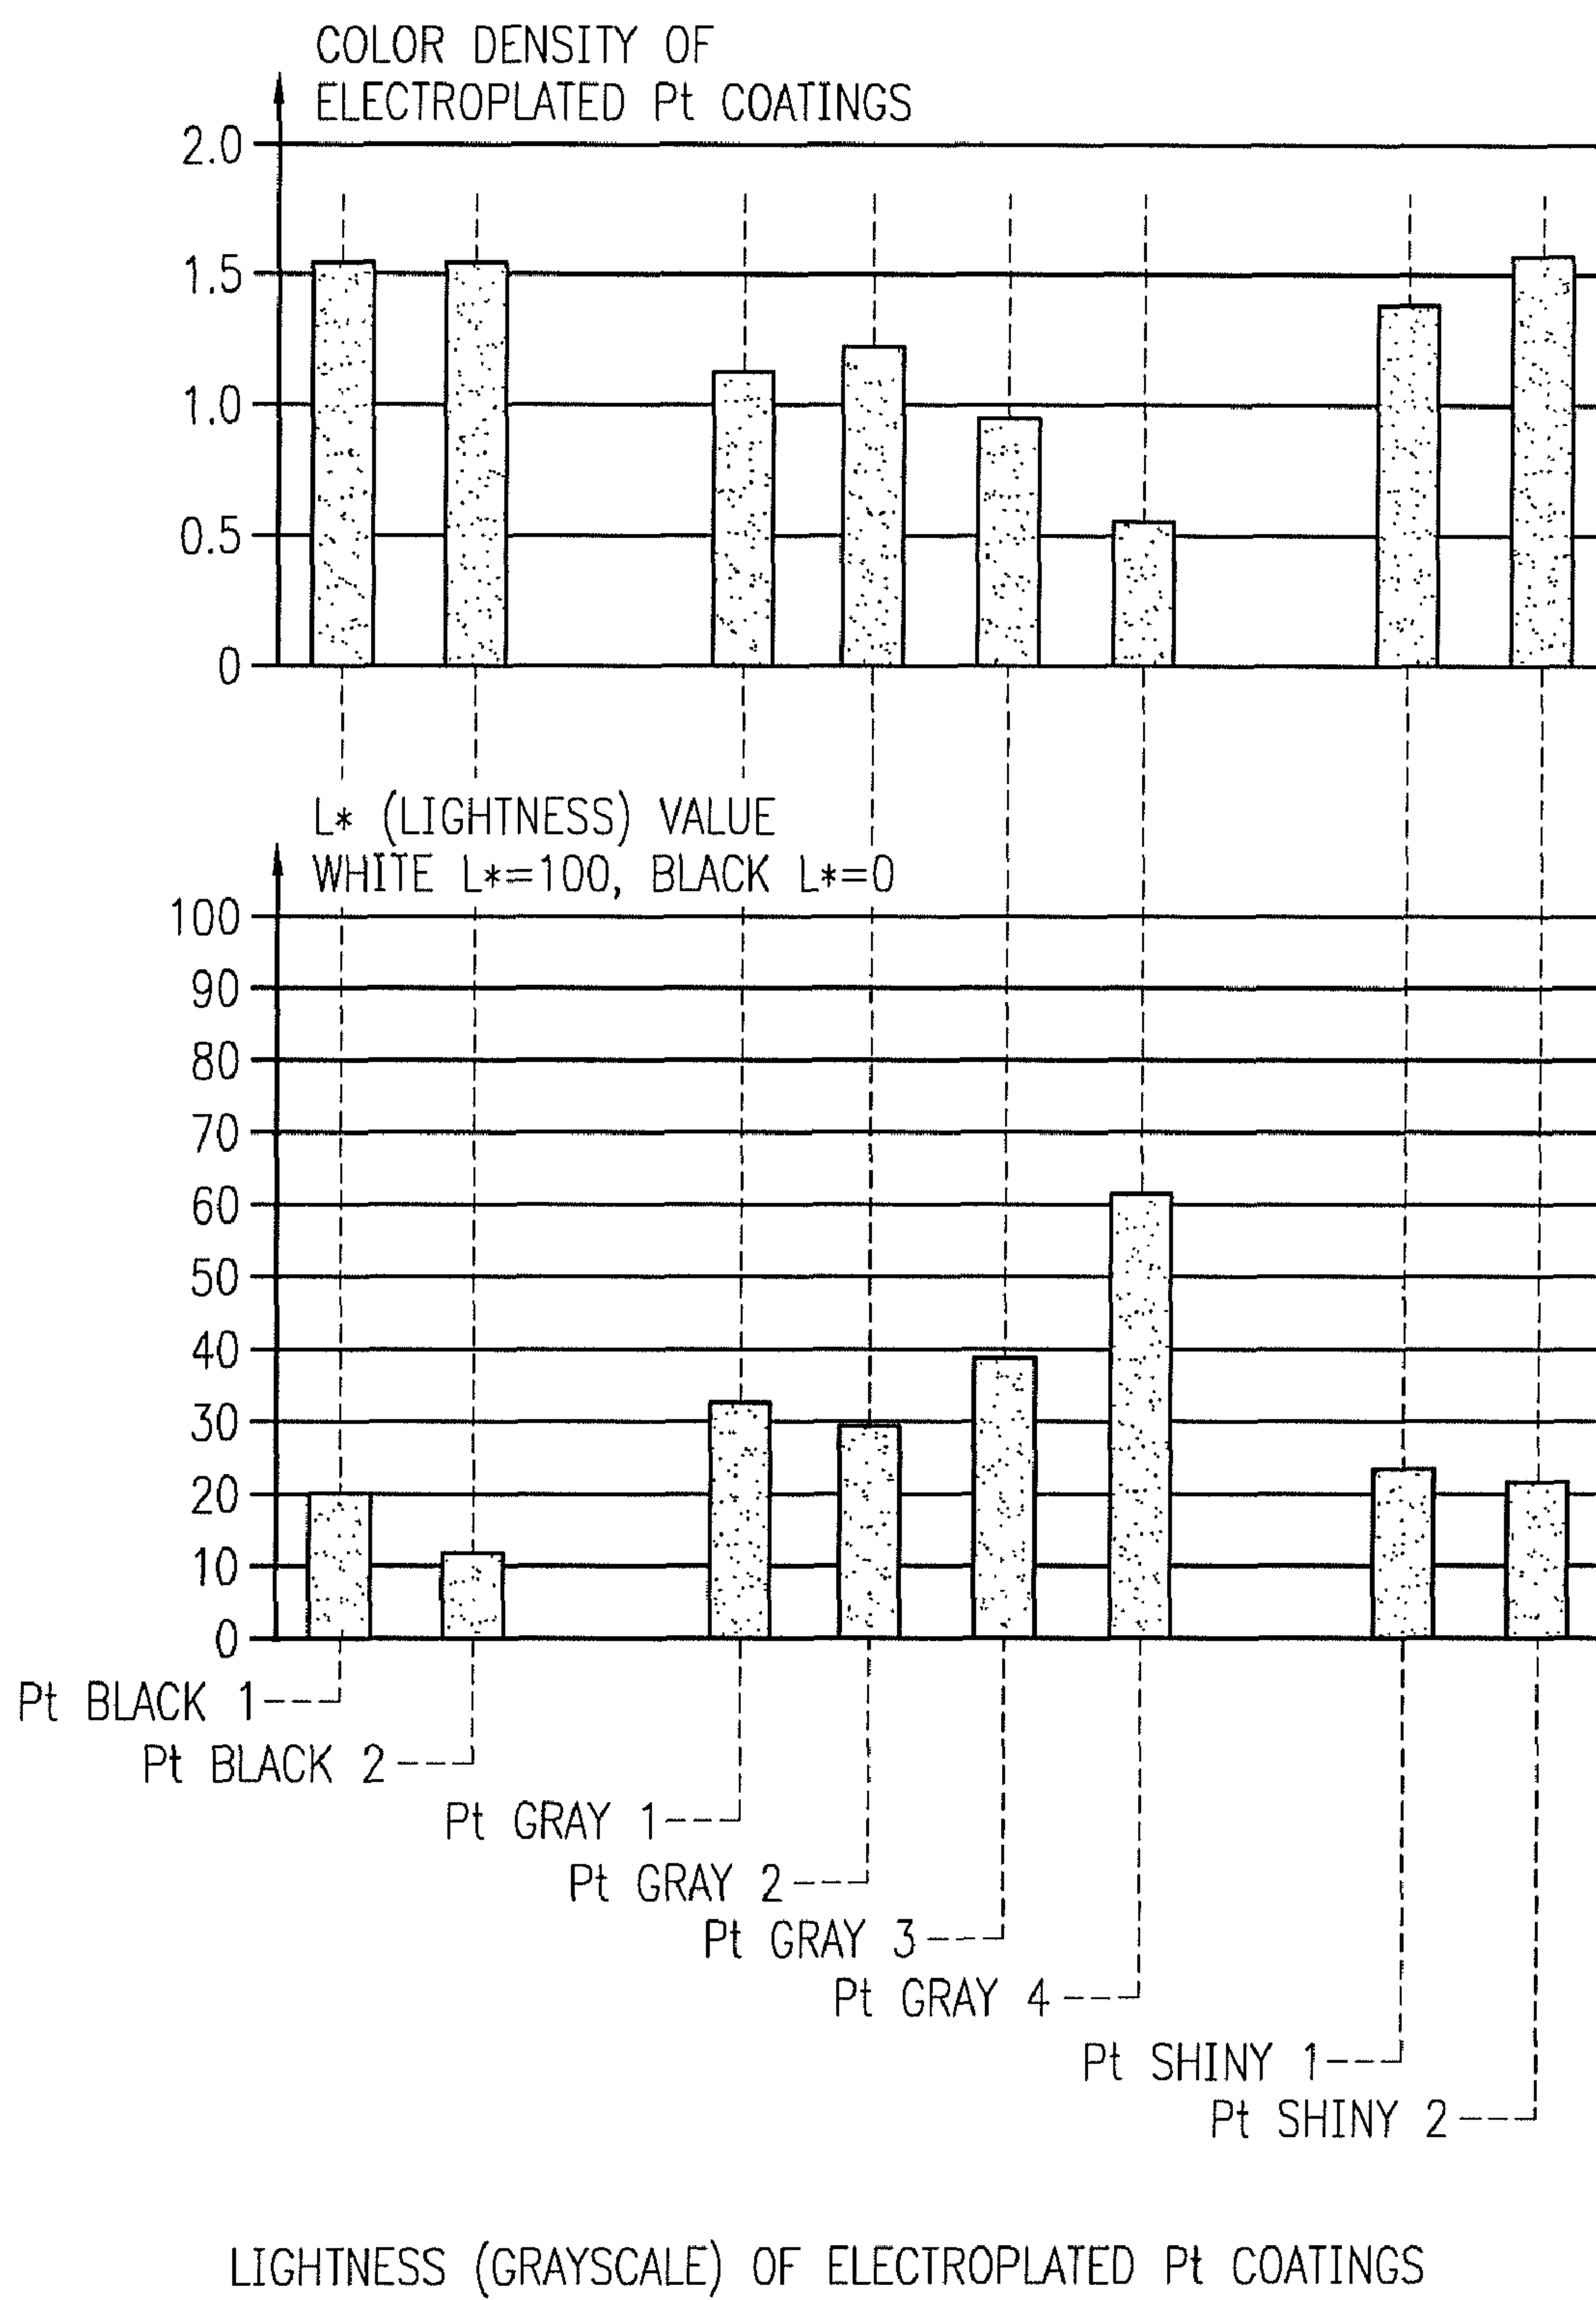 COLOR DENSITY OF
ELECTROPLATED Pt COATINGS
2.0
1.5
1.0
0.5
0
L* (LIGHTNESS) VALUE
WHITE L*=100, BLACK L*=0
100
90
80
70
60
50
40
30
20
10
0
Pt BLACK 1
Pt BLACK 2
Pt GRAY 1
Pt GRAY 2
Pt GRAY 3
Pt GRAY 4
Pt SHINY 1
Pt SHINY 2
LIGHTNESS (GRAYSCALE) OF ELECTROPLATED Pt COATINGS